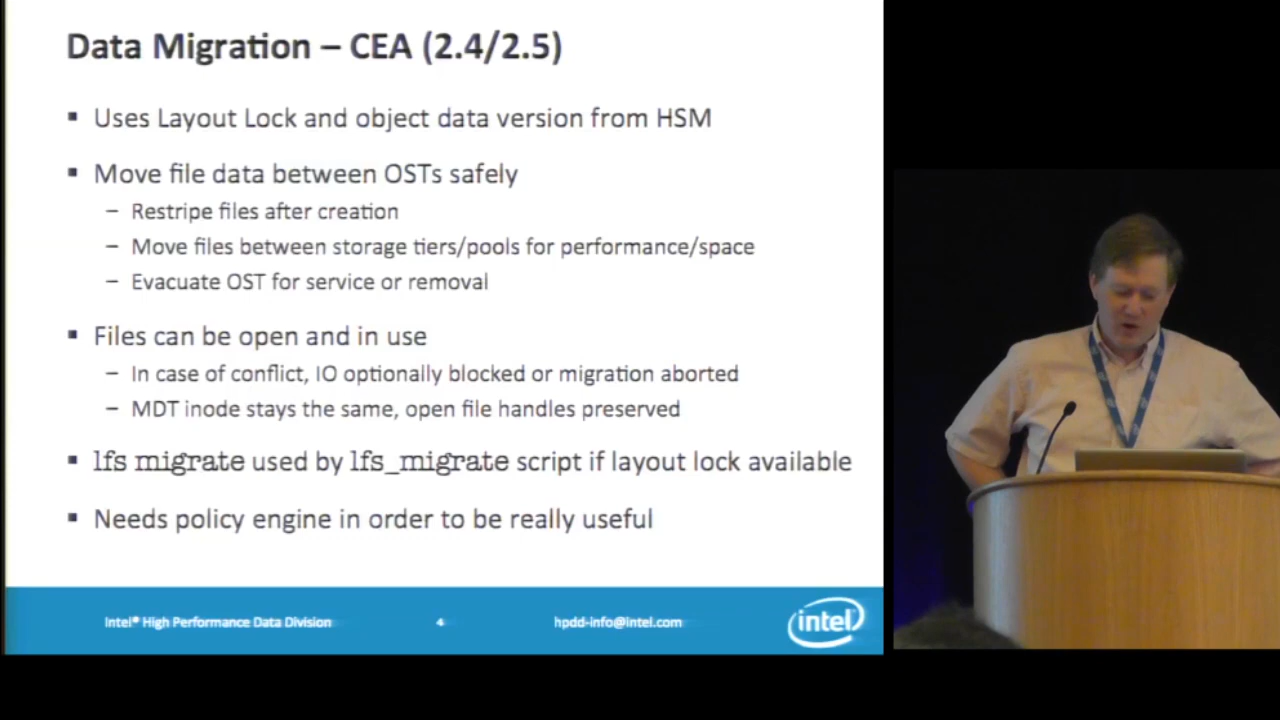 Data Migration – CEA (2.4/2.5)
▪ Uses Layout Lock and object data version from HSM
▪ Move file data between OSTs safely
– Restripe files after creation
– Move files between storage tiers/pools for performance/space
– Evacuate OST for service or removal
▪ Files can be open and in use
– In case of conflict, IO optionally blocked or migration aborted
– MDT inode stays the same, open file handles preserved
▪ lfs migrate used by lfs_migrate script if layout lock available
▪ Needs policy engine in order to be really useful
Intel® High Performance Data Division 4 hpdd-info@intel.com intel